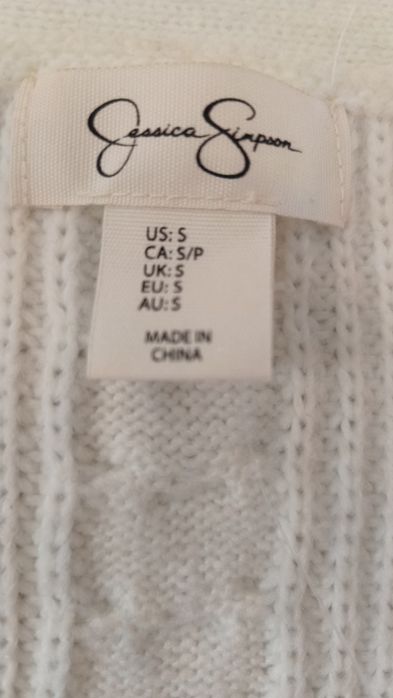 Jessica Simpson
US: S
CA: S/P
UK: S
EU: S
AU: S
MADE IN
CHINA